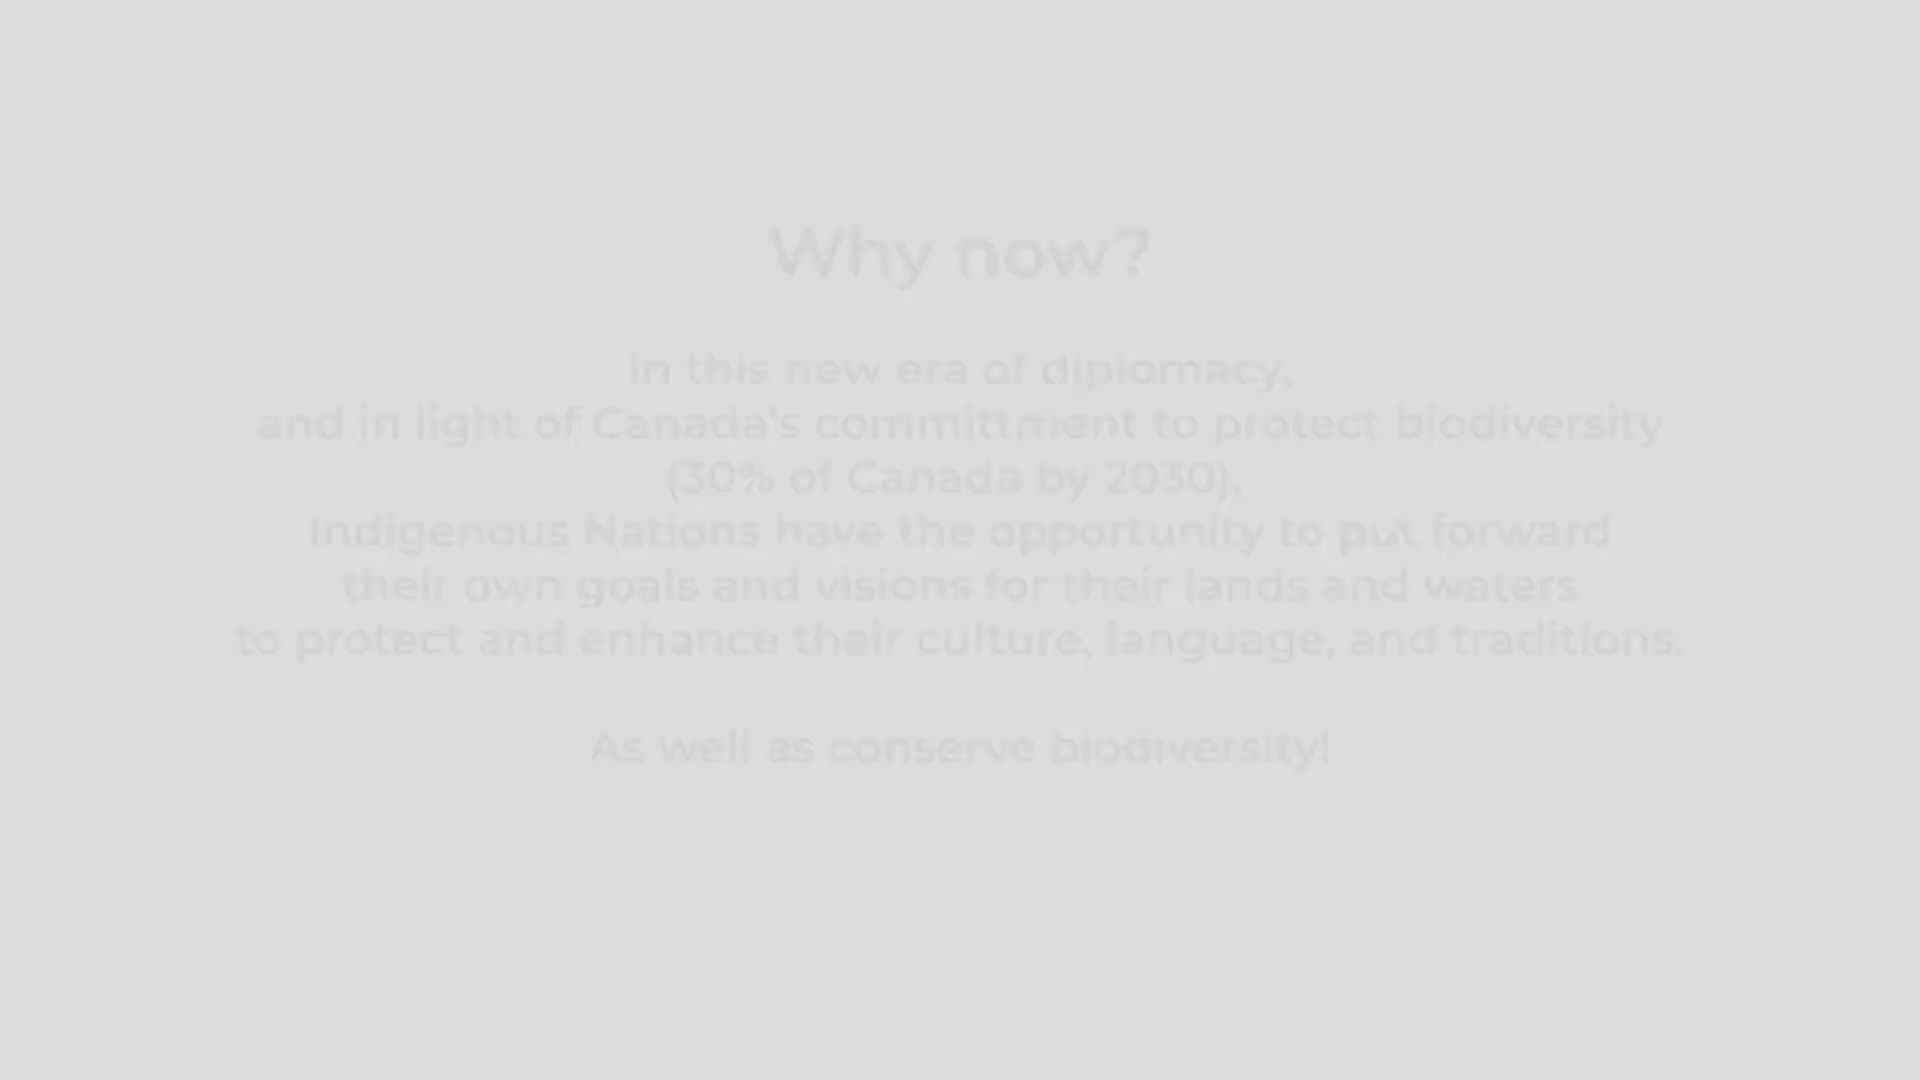 Why now?
In this new era of diplomacy,
and in light of Canada's committment to protect biodiversity
(30% of Canada by 2030),
Indigenous Nations have the opportunity to put forward
their own goals and visions for their lands and waters
to protect and enhance their culture, language, and traditions.
As well as conserve biodiversity!